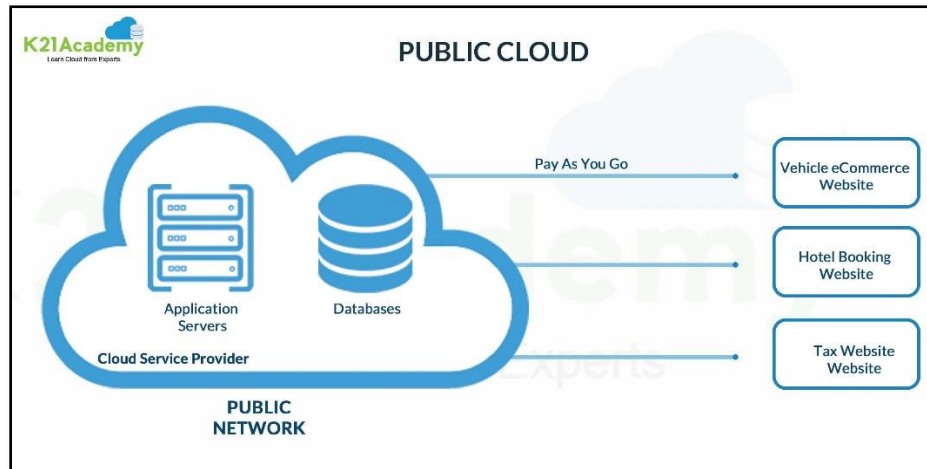 K21Academy
Learn Cloud from Experts
PUBLIC CLOUD
Pay As You Go
Vehicle eCommerce
Website
Hotel Booking
Website
Tax Website
Website
Application
Servers
Databases
Cloud Service Provider
PUBLIC
NETWORK
Experts